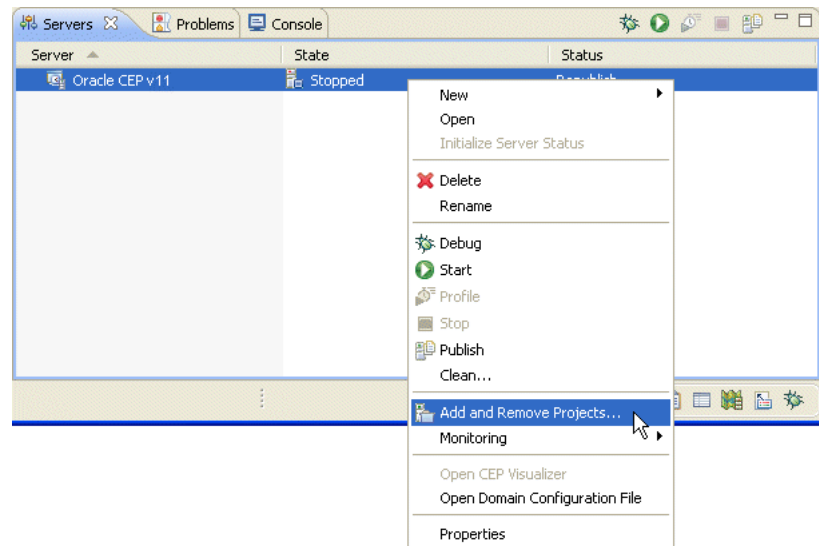 Servers Problems Console
Server State Status
Oracle CEP v11 Stopped Republish
New
Open
Initialize Server Status
Delete
Rename
Debug
Start
Profile
Stop
Publish
Clean...
Add and Remove Projects...
Monitoring
Open CEP Visualizer
Open Domain Configuration File
Properties